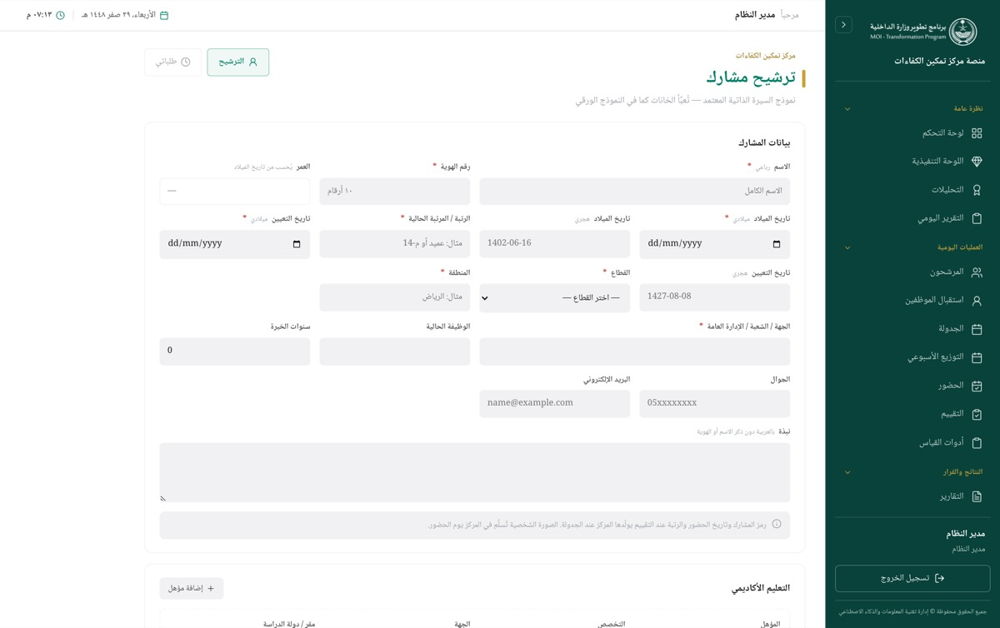 برنامج تطوير وزارة الداخلية
MOI - Transformation Program
منصة مركز تمكين الكفاءات
نظرة عامة
لوحة التحكم
اللوحة التنفيذية
التحليلات
التقرير اليومي
العمليات اليومية
المرشحون
استقبال الموظفين
الجدولة
التوزيع الأسبوعي
الحضور
التقييم
أدوات القياس
النتائج والقرار
التقارير
مدير النظام
مدير النظام
تسجيل الخروج
جميع الحقوق محفوظة © إدارة تقنية المعلومات والذكاء الاصطناعي
مرحباً مدير النظام
الأربعاء، ٢٩ صفر ١٤٤٨ هـ
٠٧:١٣ م
مركز تمكين الكفاءات
ترشيح مشارك
نموذج السيرة الذاتية المعتمد — تُعبَّأ الخانات كما في النموذج الورقي
الترشيح
طلباتي
بيانات المشارك
الاسم رباعي *
رقم الهوية *
العمر يُحسب من تاريخ الميلاد
الاسم الكامل
١٠ أرقام
—
تاريخ الميلاد ميلادي *
تاريخ الميلاد هجري
الرتبة / المرتبة الحالية *
تاريخ التعيين ميلادي *
dd/mm/yyyy
1402-06-16
مثال: عميد أو م-14
dd/mm/yyyy
تاريخ التعيين هجري
القطاع *
المنطقة *
1427-08-08
— اختر القطاع —
مثال: الرياض
الجهة / الشعبة / الإدارة العامة *
الوظيفة الحالية
سنوات الخبرة
0
الجوال
البريد الإلكتروني
05xxxxxxxx
name@example.com
نبذة بالعربية دون ذكر الاسم أو الهوية
رمز المشارك وتاريخ الحضور والرتبة عند التقييم يولّدها المركز عند الجدولة. الصورة الشخصية تُسلَّم في المركز يوم الحضور.
التعليم الأكاديمي
إضافة مؤهل
المؤهل
التخصص
الجهة
مقر / دولة الدراسة